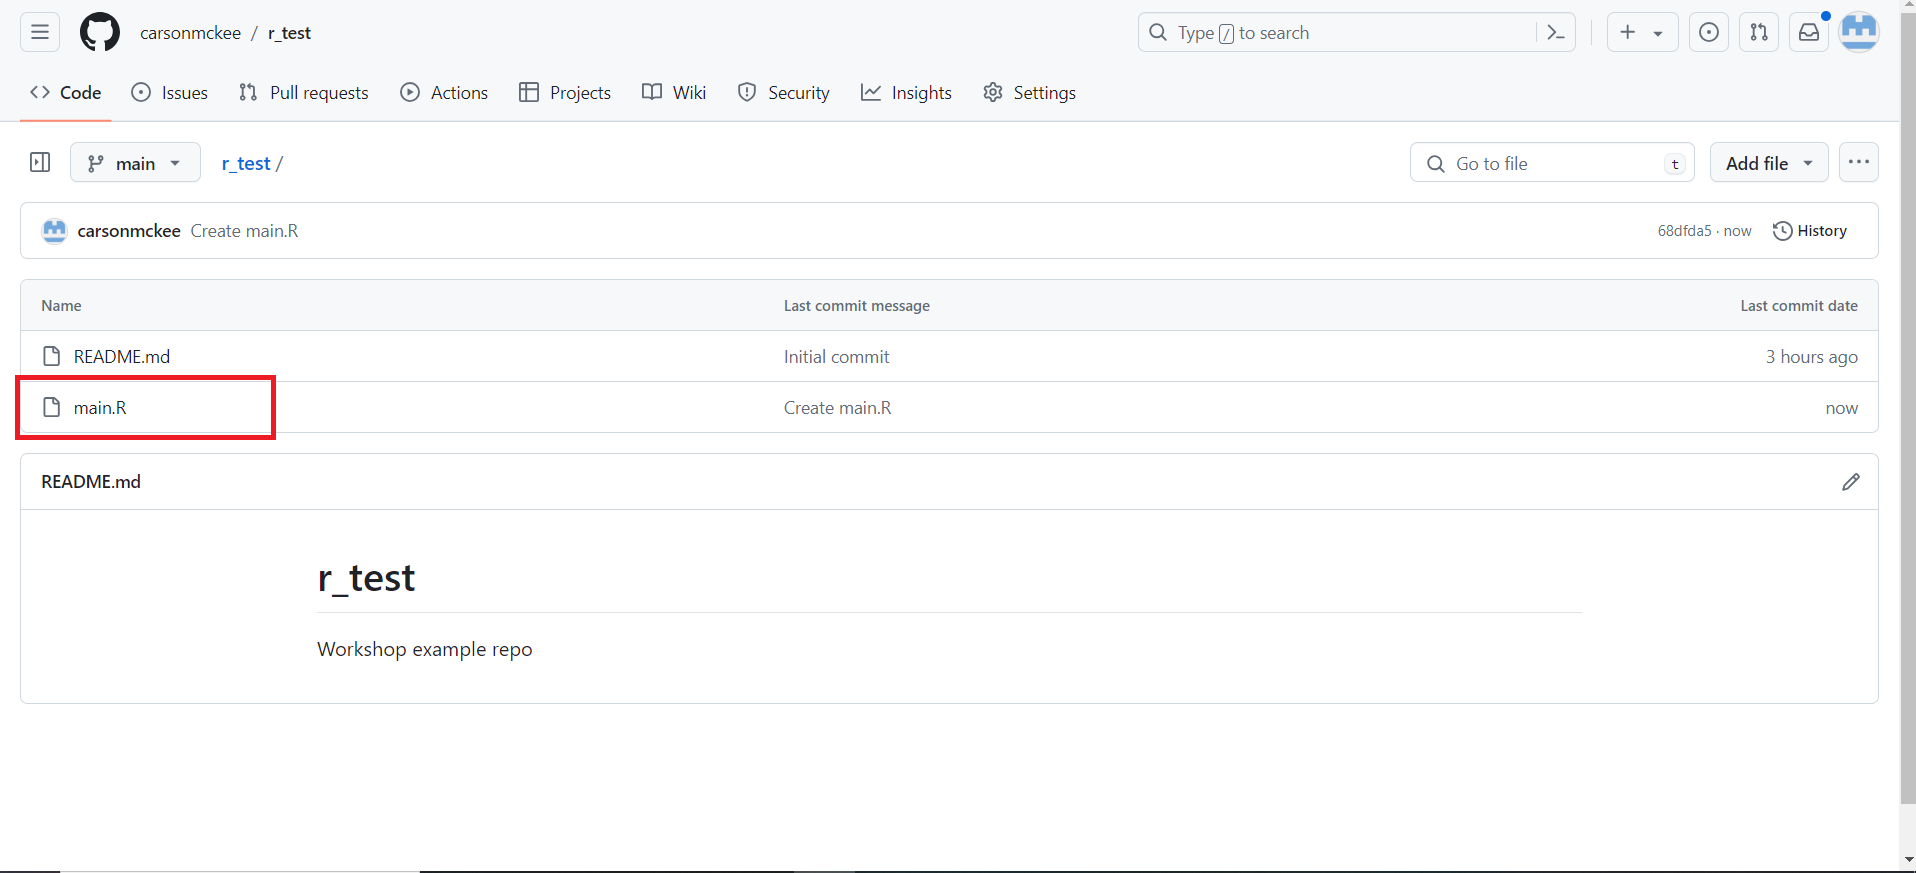 carsonmckee / r_test
Type / to search
Code Issues Pull requests Actions Projects Wiki Security Insights Settings
main r_test / Go to file t Add file
carsonmckee Create main.R 68dfda5 · now History
Name Last commit message Last commit date
README.md Initial commit 3 hours ago
main.R Create main.R now
README.md
r_test
Workshop example repo